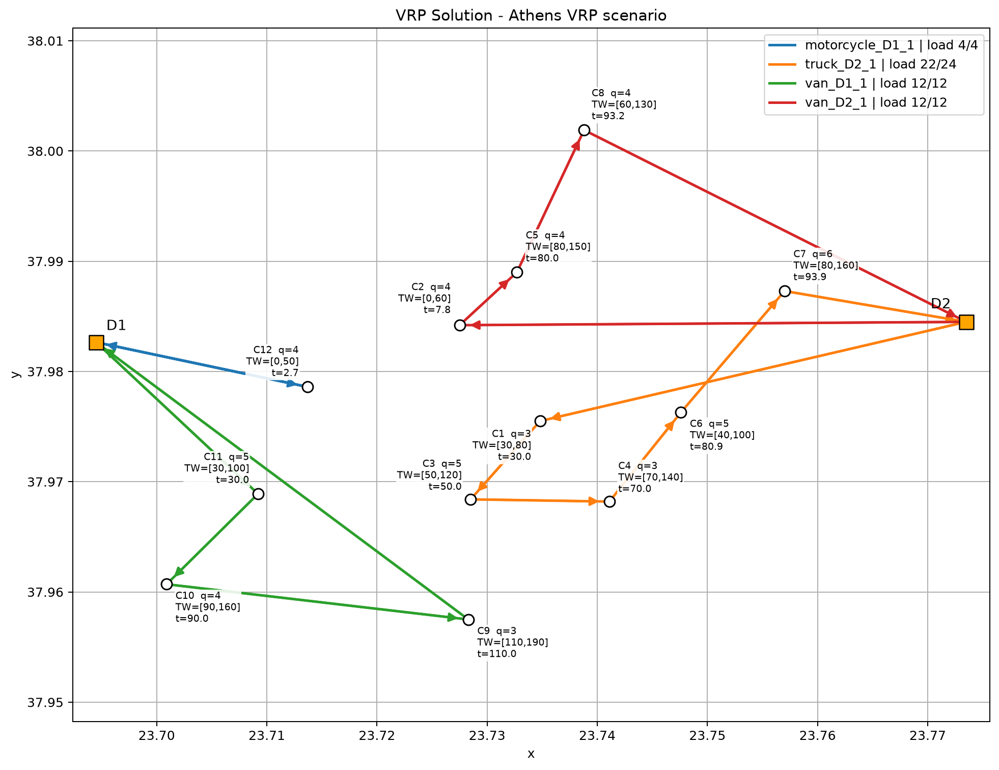 VRP Solution - Athens VRP scenario
motorcycle_D1_1 | load 4/4
truck_D2_1 | load 22/24
van_D1_1 | load 12/12
van_D2_1 | load 12/12
38.01
38.00
37.99
37.98
37.97
37.96
37.95
y
C8  q=4
TW=[60,130]
t=93.2
C5  q=4
TW=[80,150]
t=80.0
C7  q=6
TW=[80,160]
t=93.9
C2  q=4
TW=[0,60]
t=7.8
D2
D1
C12  q=4
TW=[0,50]
t=2.7
C6  q=5
TW=[40,100]
t=80.9
C1  q=3
TW=[30,80]
t=30.0
C11  q=5
TW=[30,100]
t=30.0
C3  q=5
TW=[50,120]
t=50.0
C4  q=3
TW=[70,140]
t=70.0
C10  q=4
TW=[90,160]
t=90.0
C9  q=3
TW=[110,190]
t=110.0
23.70
23.71
23.72
23.73
23.74
23.75
23.76
23.77
x